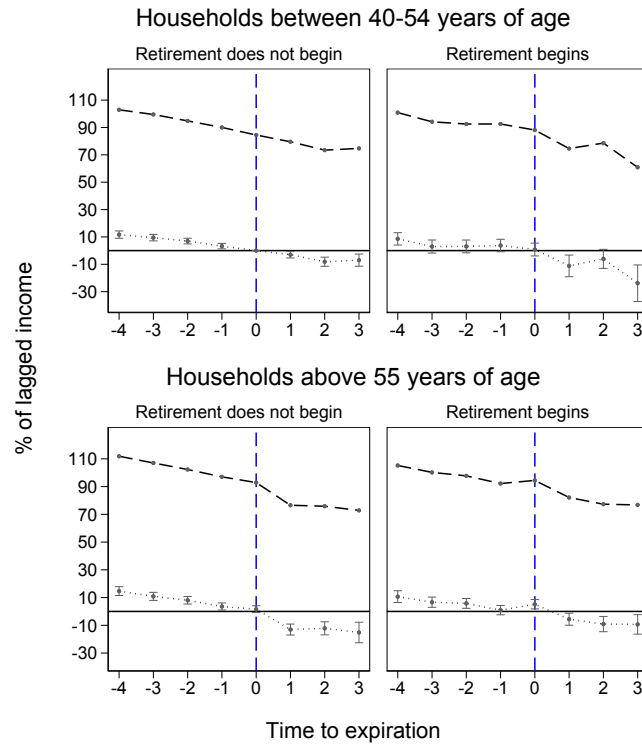 Households between 40-54 years of age
Retirement does not begin
Retirement begins
% of lagged income
110
90
70
50
30
10
-10
-30
-4 -3 -2 -1 0 1 2 3
-4 -3 -2 -1 0 1 2 3
Households above 55 years of age
Retirement does not begin
Retirement begins
110
90
70
50
30
10
-10
-30
-4 -3 -2 -1 0 1 2 3
-4 -3 -2 -1 0 1 2 3
Time to expiration